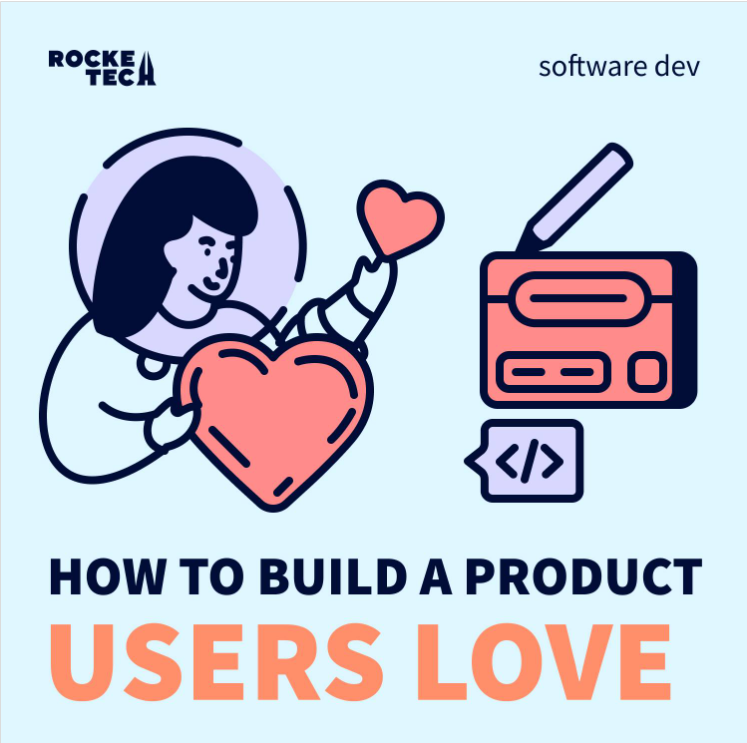 ROCKE
TECH
software dev
</>
HOW TO BUILD A PRODUCT
USERS LOVE